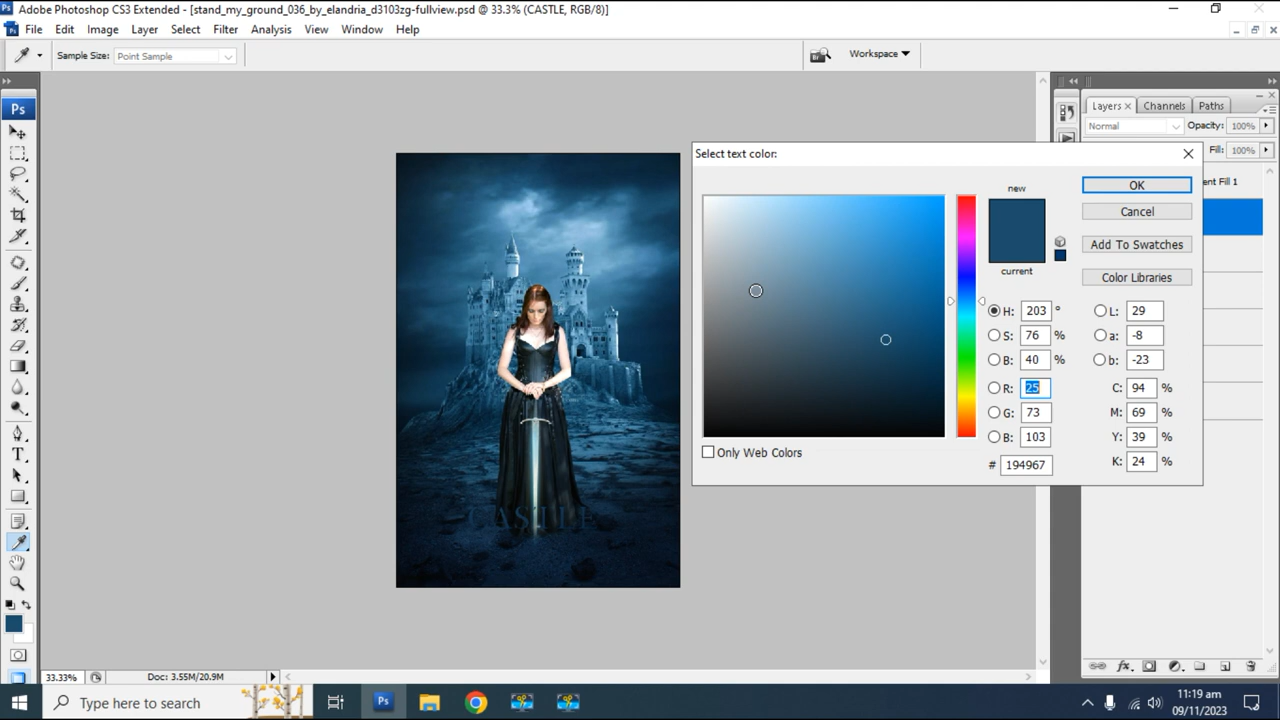 Adobe Photoshop CS3 Extended - [stand_my_ground_036_by_elandria_d3103zg-fullview.psd @ 33.3% (CASTLE, RGB/8)]
File Edit Image Layer Select Filter Analysis View Window Help
Sample Size: Point Sample Workspace
Ps
Layers Channels Paths
Normal Opacity: 100%
Select text color: Fill: 100%
OK ent Fill 1
new
Cancel
Add To Swatches
current
Color Libraries
H: 203 ° L: 29
S: 76 % a: -8
B: 40 % b: -23
R: 25 C: 94 %
G: 73 M: 69 %
B: 103 Y: 39 %
Only Web Colors
# 194967 K: 24 %
CASTLE
T
fx
33.33% Doc: 3.55M/20.9M
Type here to search
Ps
11:19 am
09/11/2023